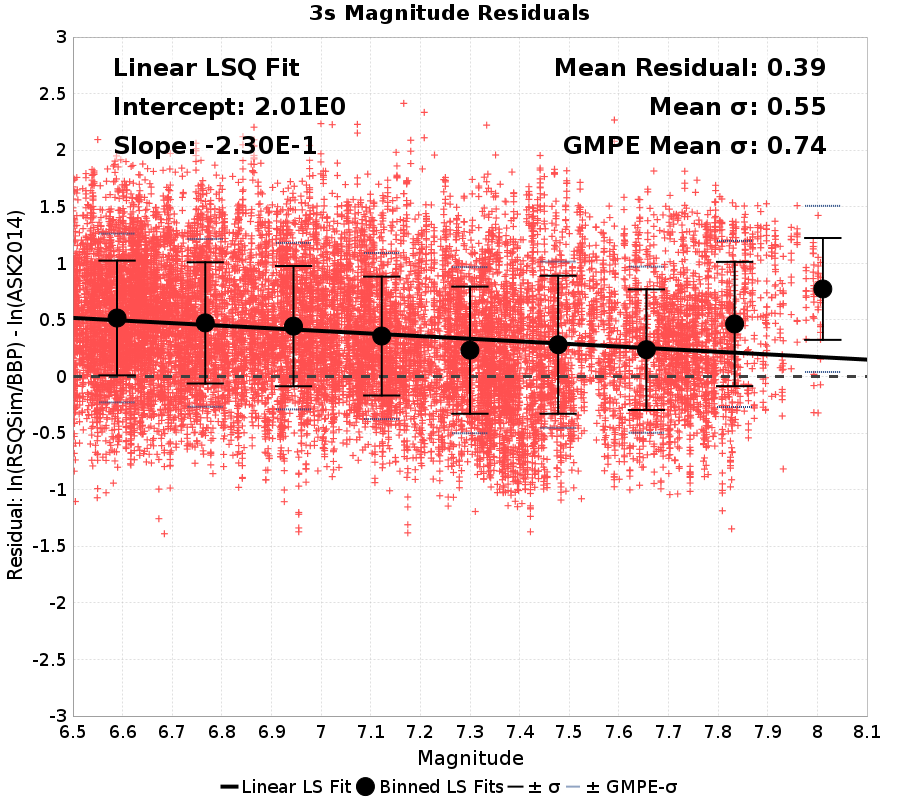 3s Magnitude Residuals
Linear LSQ Fit
Intercept: 2.01E0
Slope: -2.30E-1
Mean Residual: 0.39
Mean σ: 0.55
GMPE Mean σ: 0.74
Residual: ln(RSQSim/BBP) - ln(ASK2014)
3
2.5
2
1.5
1
0.5
0
-0.5
-1
-1.5
-2
-2.5
-3
6.5 6.6 6.7 6.8 6.9 7 7.1 7.2 7.3 7.4 7.5 7.6 7.7 7.8 7.9 8 8.1
Magnitude
Linear LS Fit Binned LS Fits ± σ ± GMPE-σ